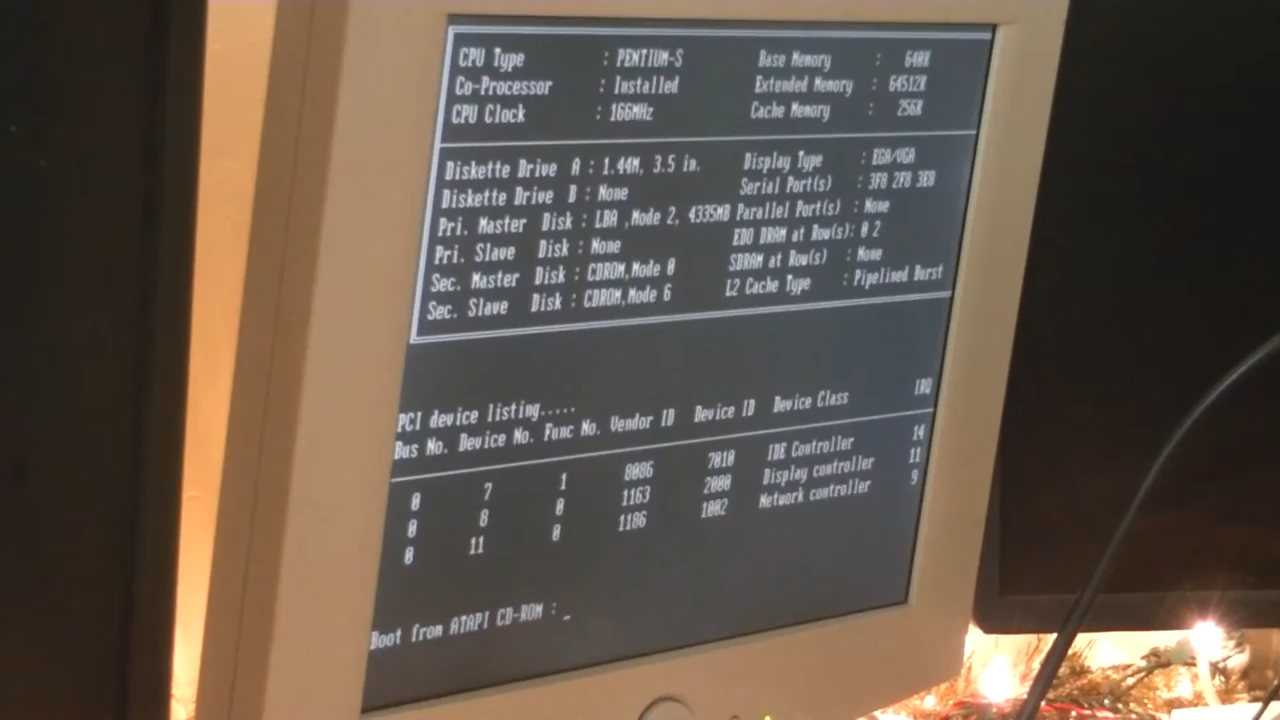 CPU Type : PENTIUM-S Base Memory : 640K
Co-Processor : Installed Extended Memory : 64512K
CPU Clock : 166MHz Cache Memory : 256K
Diskette Drive A : 1.44M, 3.5 in. Display Type : EGA/VGA
Diskette Drive B : None Serial Port(s) : 3F8 2F8 3E8
Pri. Master Disk : LBA ,Mode 2, 4335MB Parallel Port(s) : None
Pri. Slave Disk : None EDO DRAM at Row(s): 0 2
Sec. Master Disk : CDROM,Mode 0 SDRAM at Row(s) : None
Sec. Slave Disk : CDROM,Mode 6 L2 Cache Type : Pipelined Burst
PCI device listing.....
Bus No. Device No. Func No. Vendor ID Device ID Device Class IRQ
0 7 1 8086 7010 IDE Controller 14
0 8 0 1163 2000 Display controller 11
0 11 0 1186 1002 Network controller 9
Boot from ATAPI CD-ROM : _